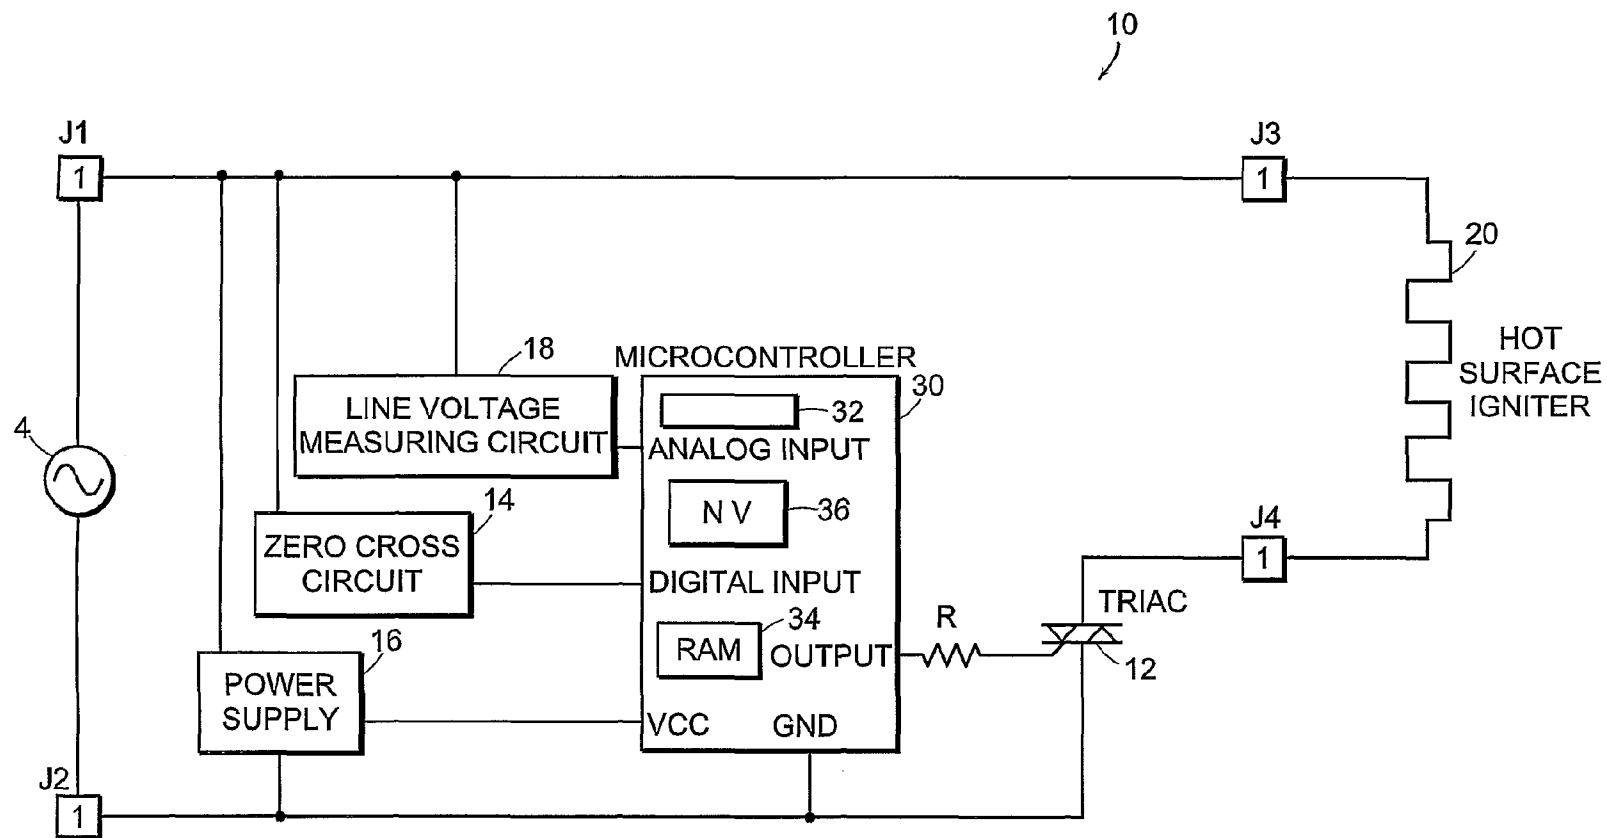 10
J1
1
J3
1
20
HOT
SURFACE
IGNITER
4
18
LINE VOLTAGE
MEASURING CIRCUIT
MICROCONTROLLER
30
32
ANALOG INPUT
N V
36
14
ZERO CROSS
CIRCUIT
DIGITAL INPUT
RAM
34
OUTPUT
R
TRIAC
12
J4
1
16
POWER
SUPPLY
VCC
GND
J2
1